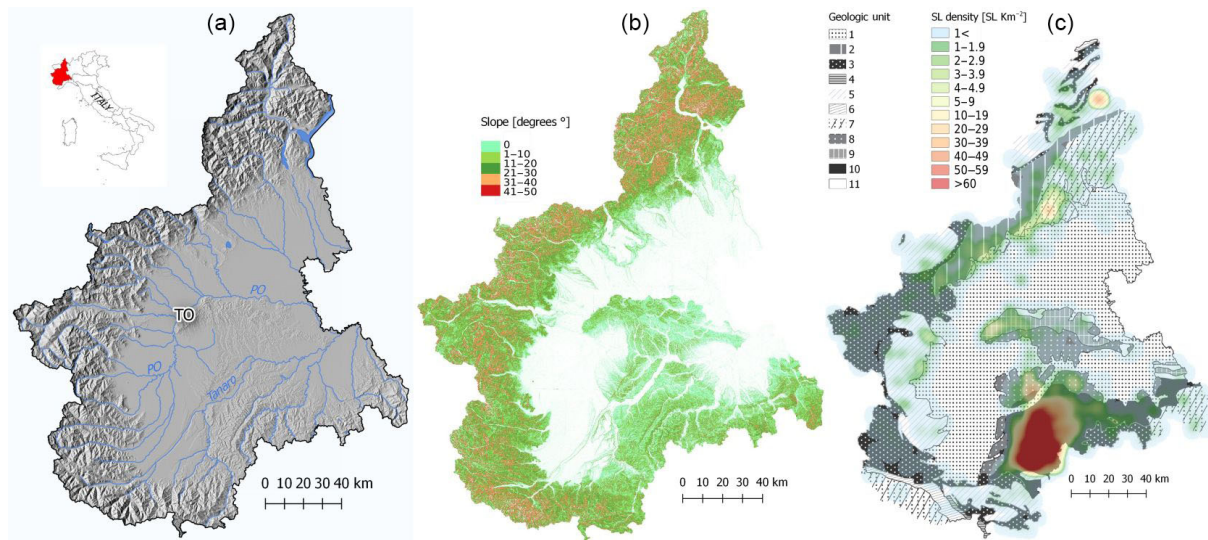 (a)
ITALY
PO
TO
PO
Tanaro
0 10 20 30 40 km
(b)
Slope [degrees °]
0
1–10
11–20
21–30
31–40
41–50
0 10 20 30 40 km
(c)
Geologic unit
1
2
3
4
5
6
7
8
9
10
11
SL density [SL Km⁻²]
1<
1–1.9
2–2.9
3–3.9
4–4.9
5–9
10–19
20–29
30–39
40–49
50–59
>60
0 10 20 30 40 km